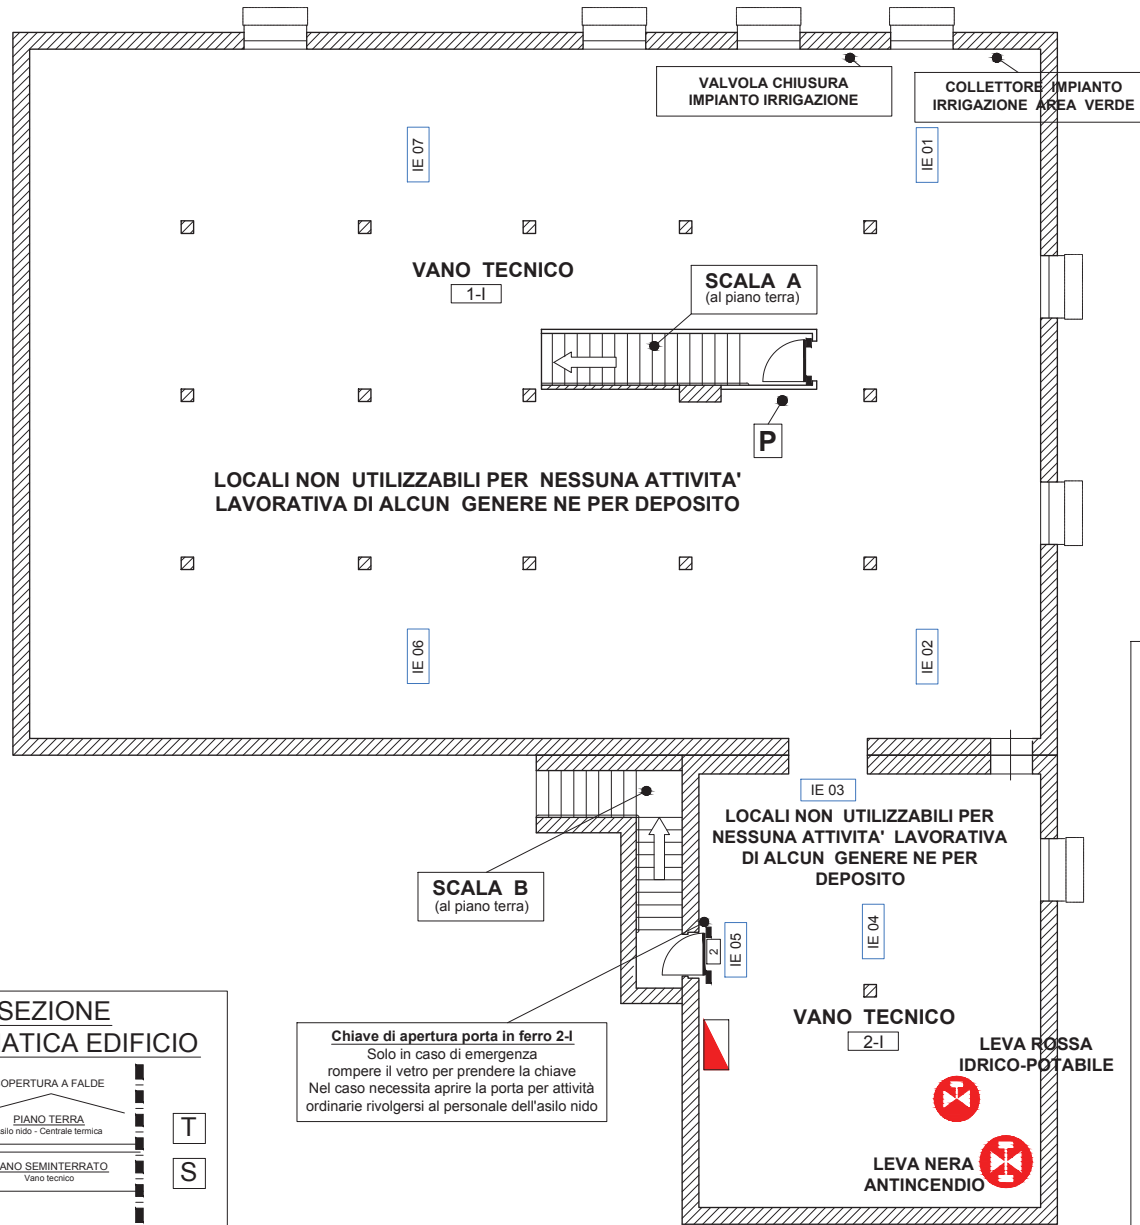 VALVOLA CHIUSURA
IMPIANTO IRRIGAZIONE
COLLETTORE IMPIANTO
IRRIGAZIONE AREA VERDE
IE 07
IE 01
VANO TECNICO
1-I
SCALA A
(al piano terra)
P
LOCALI NON UTILIZZABILI PER NESSUNA ATTIVITA'
LAVORATIVA DI ALCUN GENERE NE PER DEPOSITO
IE 06
IE 02
IE 03
LOCALI NON UTILIZZABILI PER
NESSUNA ATTIVITA' LAVORATIVA
DI ALCUN GENERE NE PER
DEPOSITO
SCALA B
(al piano terra)
IE 04
2
IE 05
VANO TECNICO
2-I
Chiave di apertura porta in ferro 2-I
Solo in caso di emergenza
rompere il vetro per prendere la chiave
Nel caso necessita aprire la porta per attività
ordinarie rivolgersi al personale dell'asilo nido
LEVA ROSSA
IDRICO-POTABILE
LEVA NERA
ANTINCENDIO
SEZIONE
ATICA EDIFICIO
OPERTURA A FALDE
PIANO TERRA
silo nido - Centrale termica
T
ANO SEMINTERRATO
Vano tecnico
S